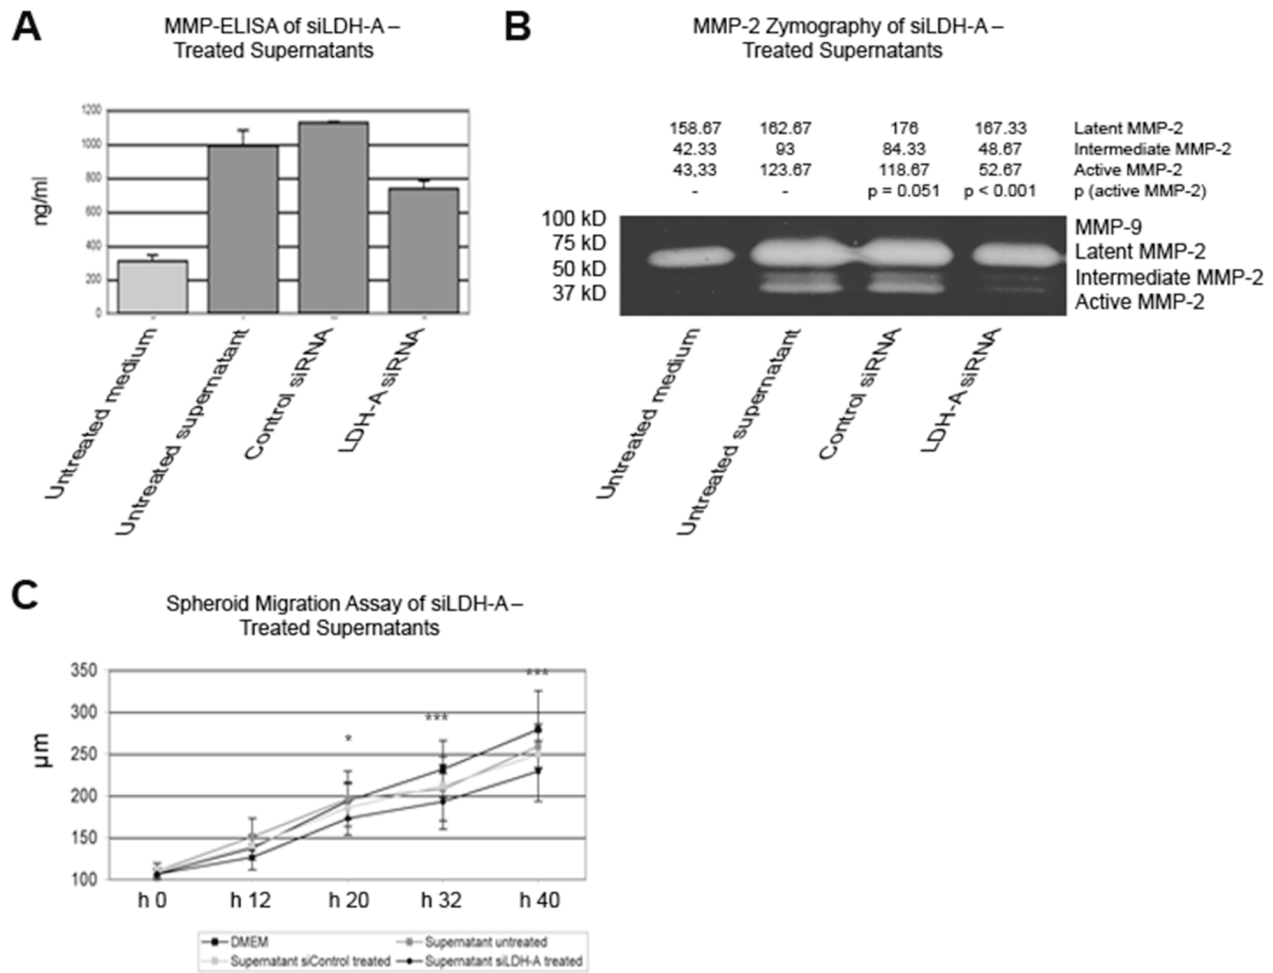 A
MMP-ELISA of siLDH-A –
Treated Supernatants
1200
1000
800
600
400
200
0
ng/ml
Untreated medium
Untreated supernatant
Control siRNA
LDH-A siRNA
B
MMP-2 Zymography of siLDH-A –
Treated Supernatants
158.67 162.67 176 167.33 Latent MMP-2
42.33 93 84.33 48.67 Intermediate MMP-2
43,33 123.67 118.67 52.67 Active MMP-2
- - p = 0.051 p < 0.001 p (active MMP-2)
100 kD
75 kD
50 kD
37 kD
MMP-9
Latent MMP-2
Intermediate MMP-2
Active MMP-2
Untreated medium
Untreated supernatant
Control siRNA
LDH-A siRNA
C
Spheroid Migration Assay of siLDH-A –
Treated Supernatants
350
300
250
200
150
100
µm
*
***
***
h 0 h 12 h 20 h 32 h 40
DMEM Supernatant untreated
Supernatant siControl treated Supernatant siLDH-A treated